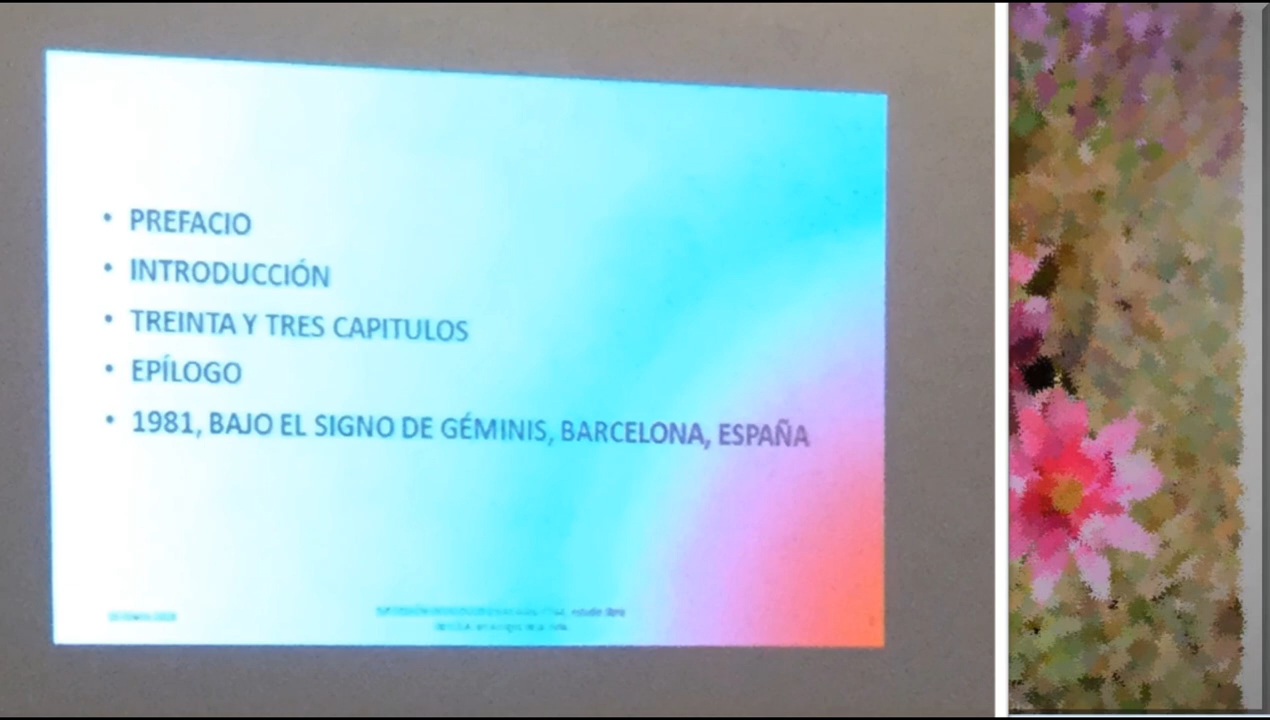 • PREFACIO
• INTRODUCCIÓN
• TREINTA Y TRES CAPITULOS
• EPÍLOGO
• 1981, BAJO EL SIGNO DE GÉMINIS, BARCELONA, ESPAÑA